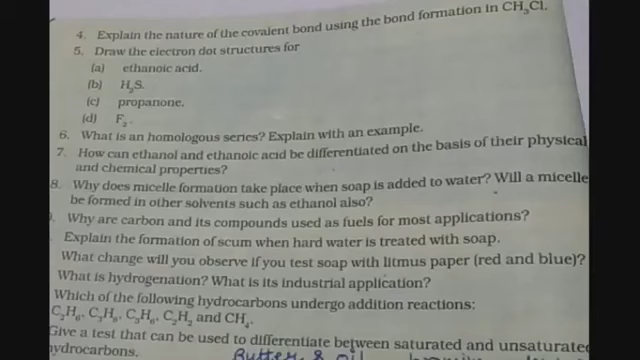 4. Explain the nature of the covalent bond using the bond formation in CH₃Cl.
5. Draw the electron dot structures for
(a) ethanoic acid.
(b) H₂S.
(c) propanone.
(d) F₂.
6. What is an homologous series? Explain with an example.
7. How can ethanol and ethanoic acid be differentiated on the basis of their physical
and chemical properties?
8. Why does micelle formation take place when soap is added to water? Will a micelle
be formed in other solvents such as ethanol also?
Why are carbon and its compounds used as fuels for most applications?
Explain the formation of scum when hard water is treated with soap.
What change will you observe if you test soap with litmus paper (red and blue)?
What is hydrogenation? What is its industrial application?
Which of the following hydrocarbons undergo addition reactions:
C₂H₆, C₃H₈, C₃H₆, C₂H₂ and CH₄.
Give a test that can be used to differentiate between saturated and unsaturated
hydrocarbons. Butter & oil